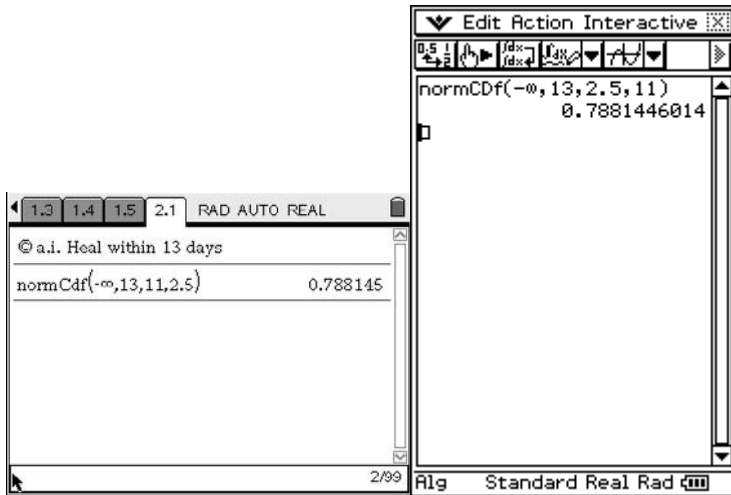 1.3 1.4 1.5 2.1 RAD AUTO REAL
© a.i. Heal within 13 days
normCdf(-∞,13,11,2.5) 0.788145
2/99
Edit Action Interactive
normCDf(-∞,13,2.5,11)
0.7881446014
Alg Standard Real Rad